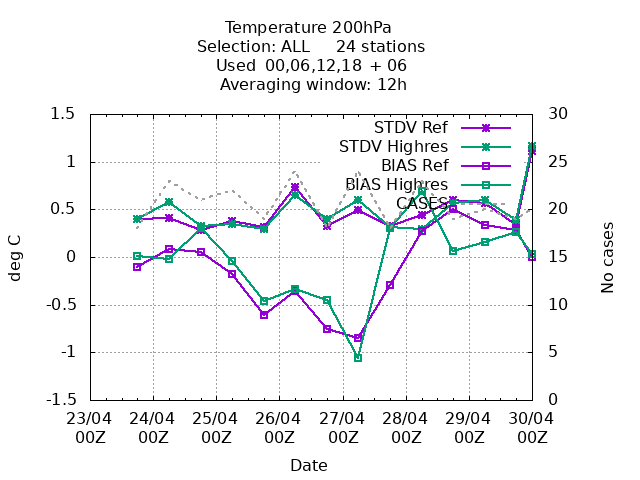 Temperature 200hPa
Selection: ALL 24 stations
Used 00,06,12,18 + 06
Averaging window: 12h
1.5
1
0.5
0
-0.5
-1
-1.5
deg C
STDV Ref
STDV Highres
BIAS Ref
BIAS Highres
CASES
30
25
20
15
10
5
0
No cases
23/04 24/04 25/04 26/04 27/04 28/04 29/04 30/04
00Z 00Z 00Z 00Z 00Z 00Z 00Z 00Z
Date